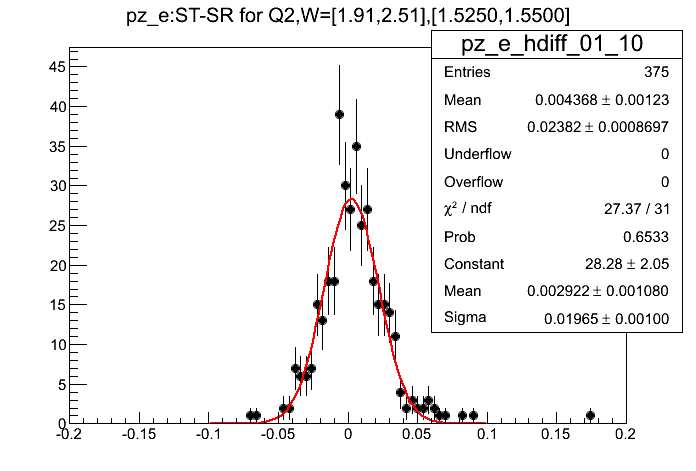 pz_e:ST-SR for Q2,W=[1.91,2.51],[1.5250,1.5500]
pz_e_hdiff_01_10
Entries 375
Mean 0.004368 ± 0.00123
RMS 0.02382 ± 0.0008697
Underflow 0
Overflow 0
χ² / ndf 27.37 / 31
Prob 0.6533
Constant 28.28 ± 2.05
Mean 0.002922 ± 0.001080
Sigma 0.01965 ± 0.00100
45
40
35
30
25
20
15
10
5
0
-0.2 -0.15 -0.1 -0.05 0 0.05 0.1 0.15 0.2